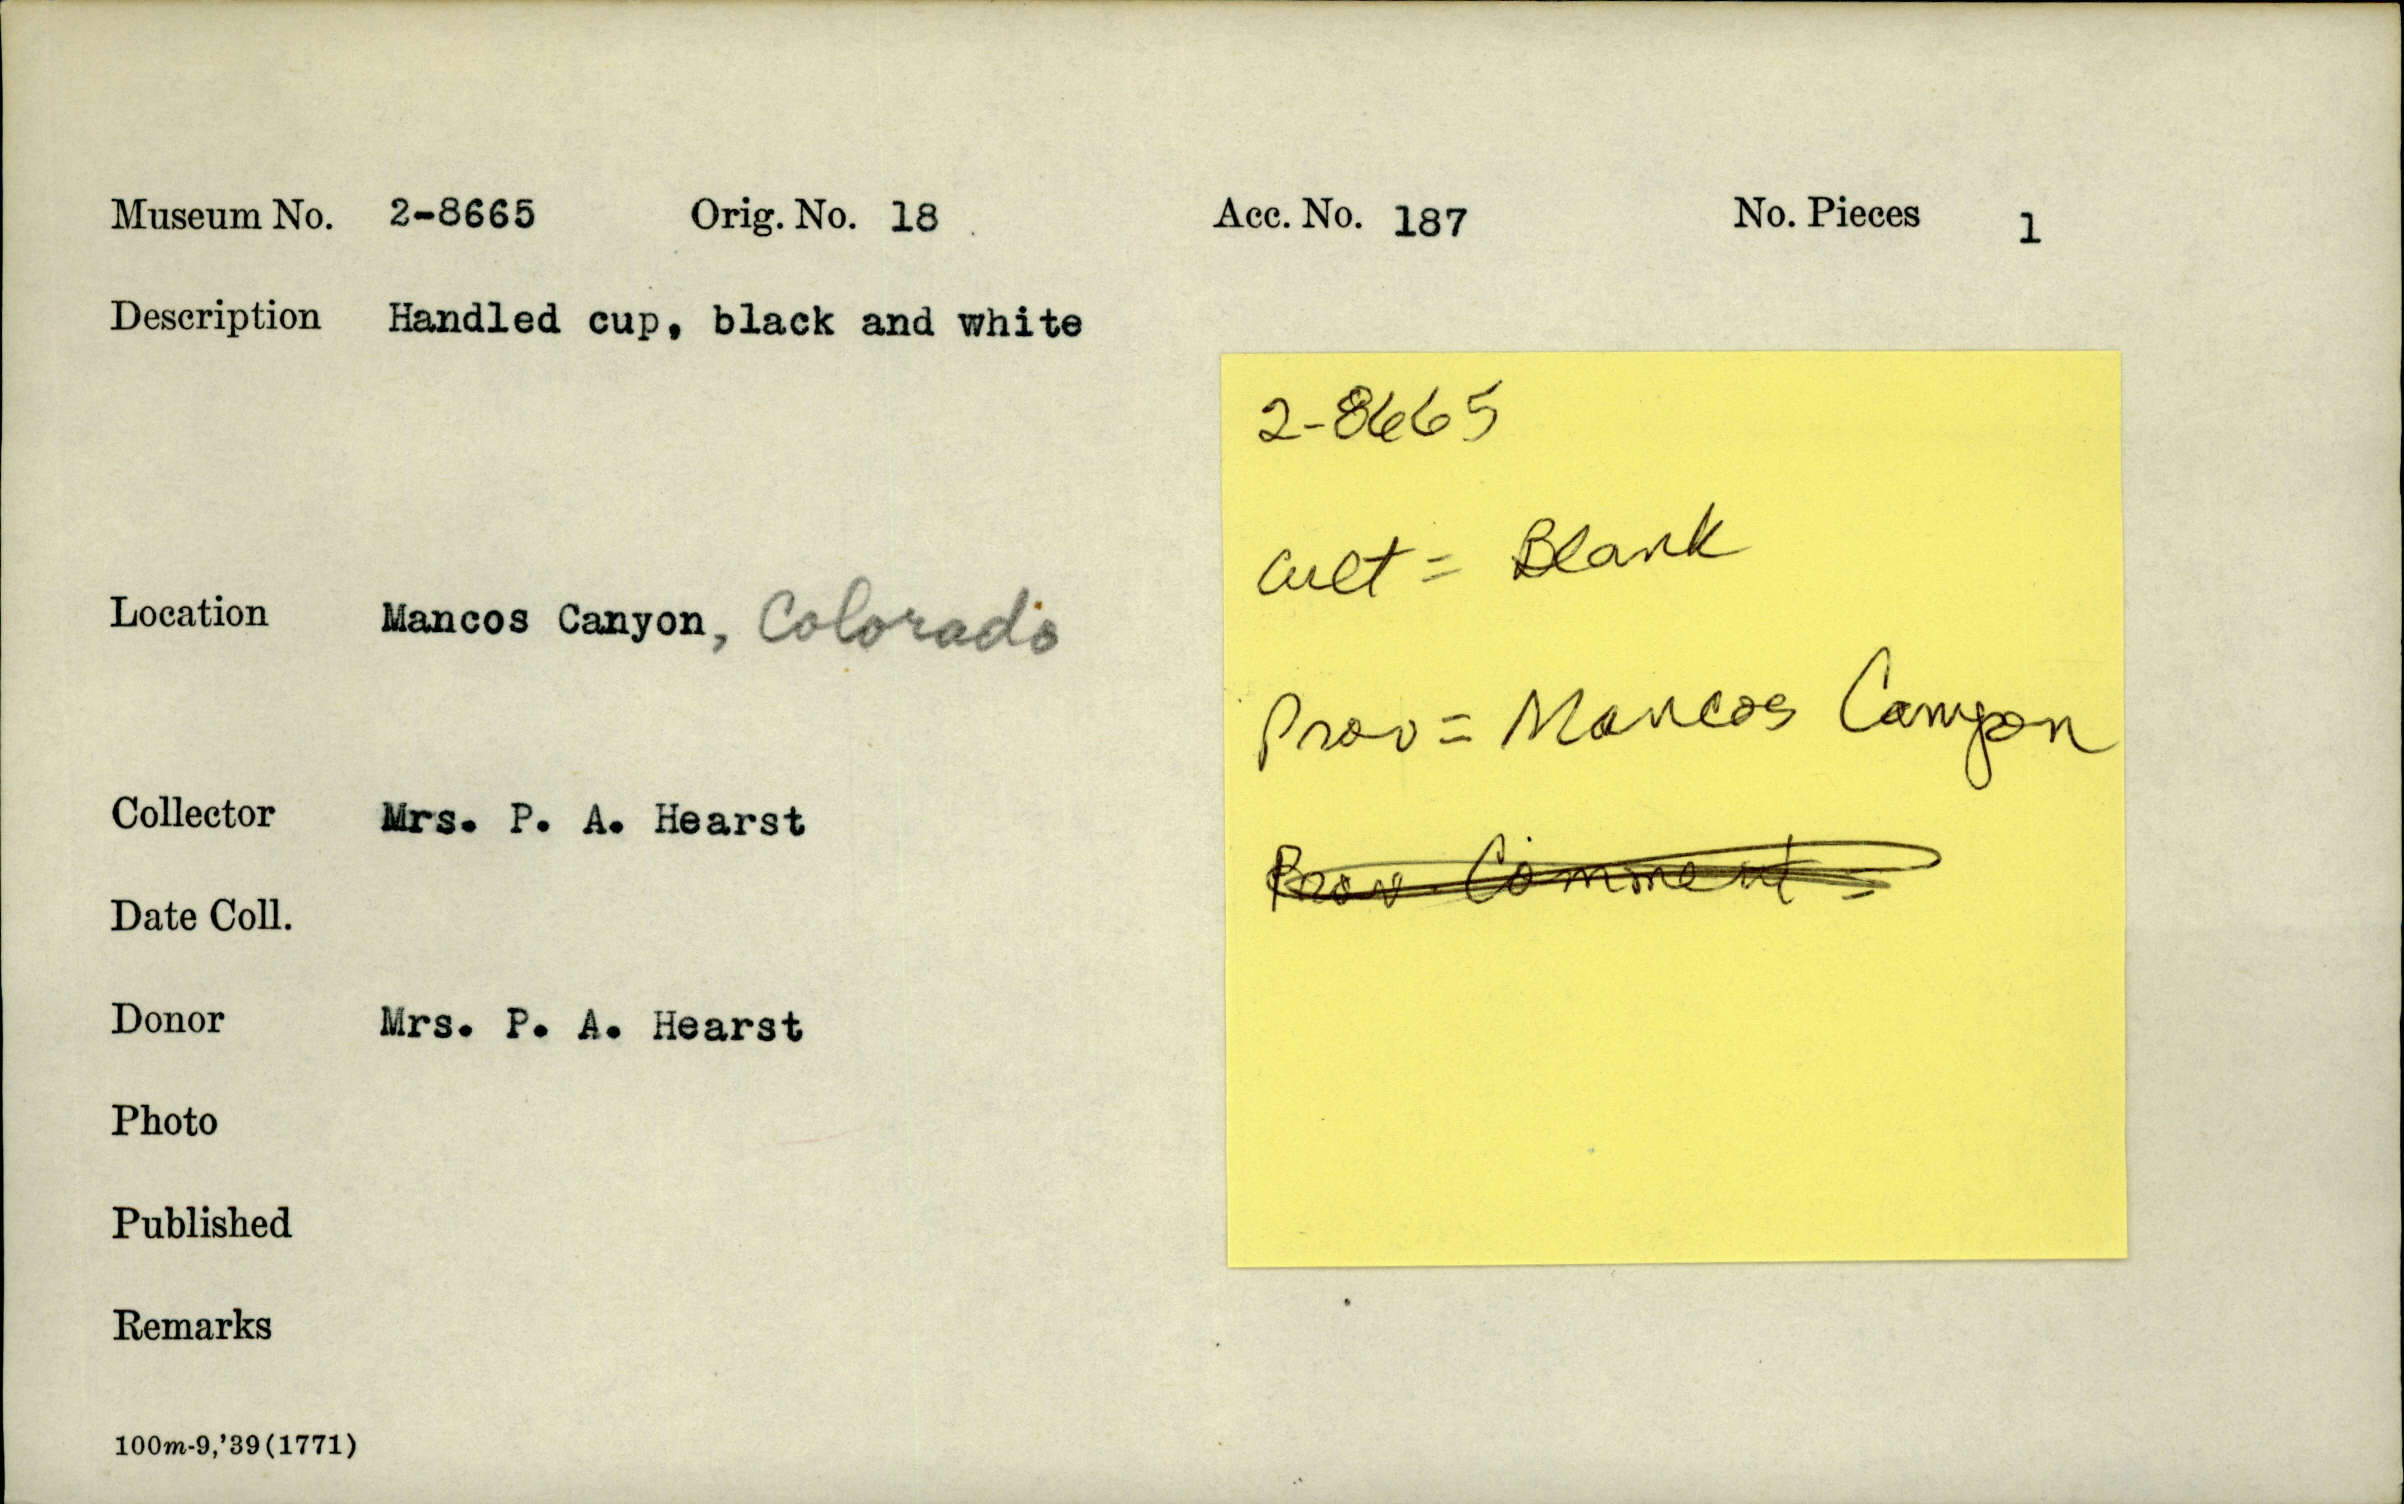 Museum No. 2-8665 Orig. No. 18 Acc. No. 187 No. Pieces 1
Description Handled cup, black and white
2-8665
Cult = Blank
Location Mancos Canyon, Colorado
Prov = Mancos Canyon
Collector Mrs. P. A. Hearst
Prov. Comment =
Date Coll.
Donor Mrs. P. A. Hearst
Photo
Published
Remarks
100m-9,'39(1771)